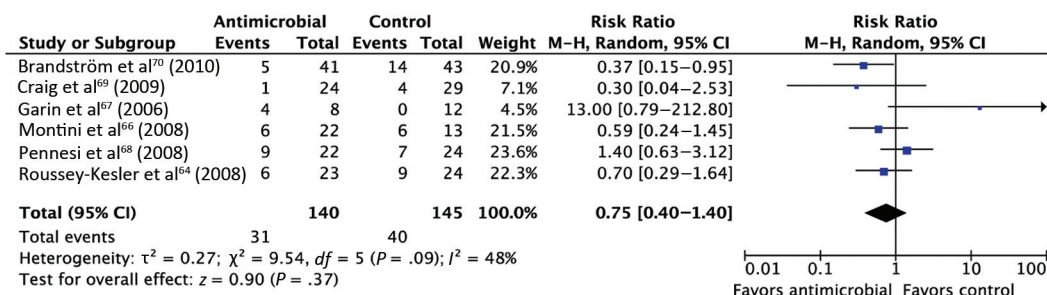 Antimicrobial Control Risk Ratio Risk Ratio
Study or Subgroup Events Total Events Total Weight M–H, Random, 95% CI M–H, Random, 95% CI
Brandström et al⁷⁰ (2010) 5 41 14 43 20.9% 0.37 [0.15–0.95]
Craig et al⁶⁹ (2009) 1 24 4 29 7.1% 0.30 [0.04–2.53]
Garin et al⁶⁷ (2006) 4 8 0 12 4.5% 13.00 [0.79–212.80]
Montini et al⁶⁶ (2008) 6 22 6 13 21.5% 0.59 [0.24–1.45]
Pennesi et al⁶⁸ (2008) 9 22 7 24 23.6% 1.40 [0.63–3.12]
Roussey-Kesler et al⁶⁴ (2008) 6 23 9 24 22.3% 0.70 [0.29–1.64]
Total (95% CI) 140 145 100.0% 0.75 [0.40–1.40]
Total events 31 40
Heterogeneity: τ² = 0.27; χ² = 9.54, df = 5 (P = .09); I² = 48%
Test for overall effect: z = 0.90 (P = .37)
0.01 0.1 1 10 100
Favors antimicrobial Favors control